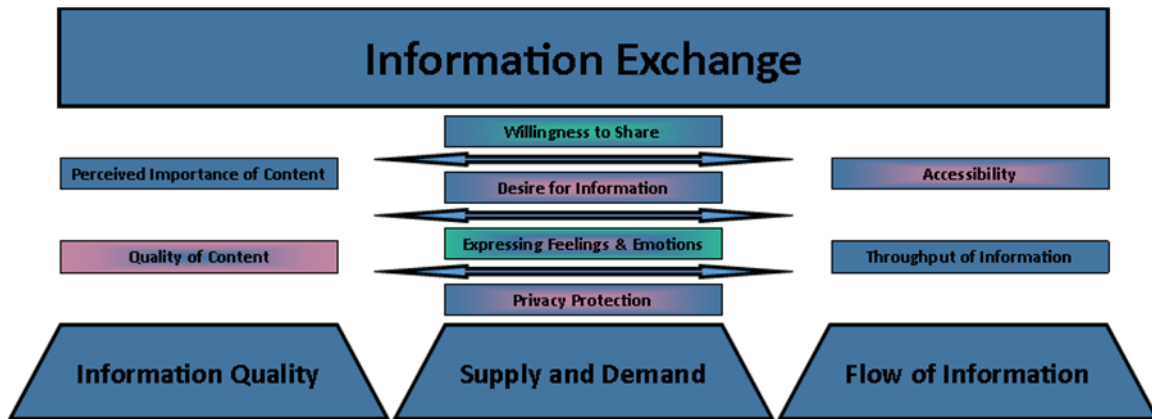 Information Exchange
Willingness to Share
Perceived Importance of Content
Desire for Information
Accessibility
Quality of Content
Expressing Feelings & Emotions
Throughput of Information
Privacy Protection
Information Quality
Supply and Demand
Flow of Information